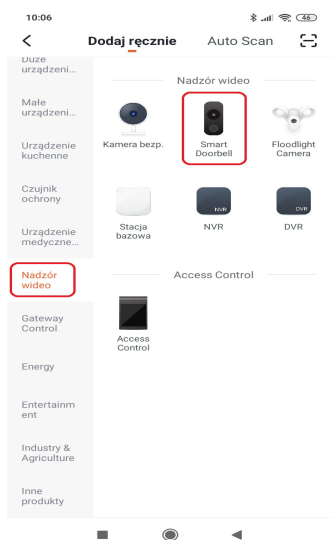 10:06
46
Dodaj ręcznie
Auto Scan
Duże
urządzeni...
Małe
urządzeni...
Urządzenie
kuchenne
Czujnik
ochrony
Urządzenie
medyczne...
Nadzór
wideo
Gateway
Control
Energy
Entertainm
ent
Industry &
Agriculture
Inne
produkty
Nadzór wideo
Kamera bezp.
Smart
Doorbell
Floodlight
Camera
Stacja
bazowa
NVR
NVR
DVR
DVR
Access Control
Access
Control